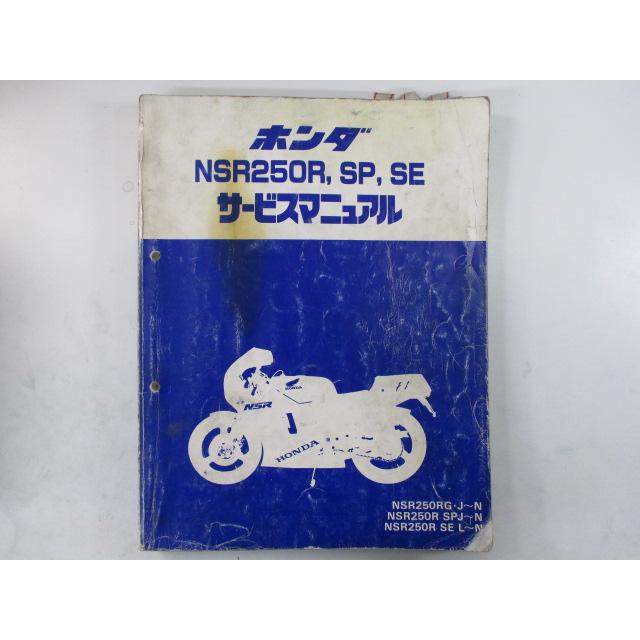 ホンダ
NSR250R, SP, SE
サービスマニュアル
HONDA
NSR
HONDA
NSR250RG・J〜N
NSR250R SPJ〜N
NSR250R SE L〜N